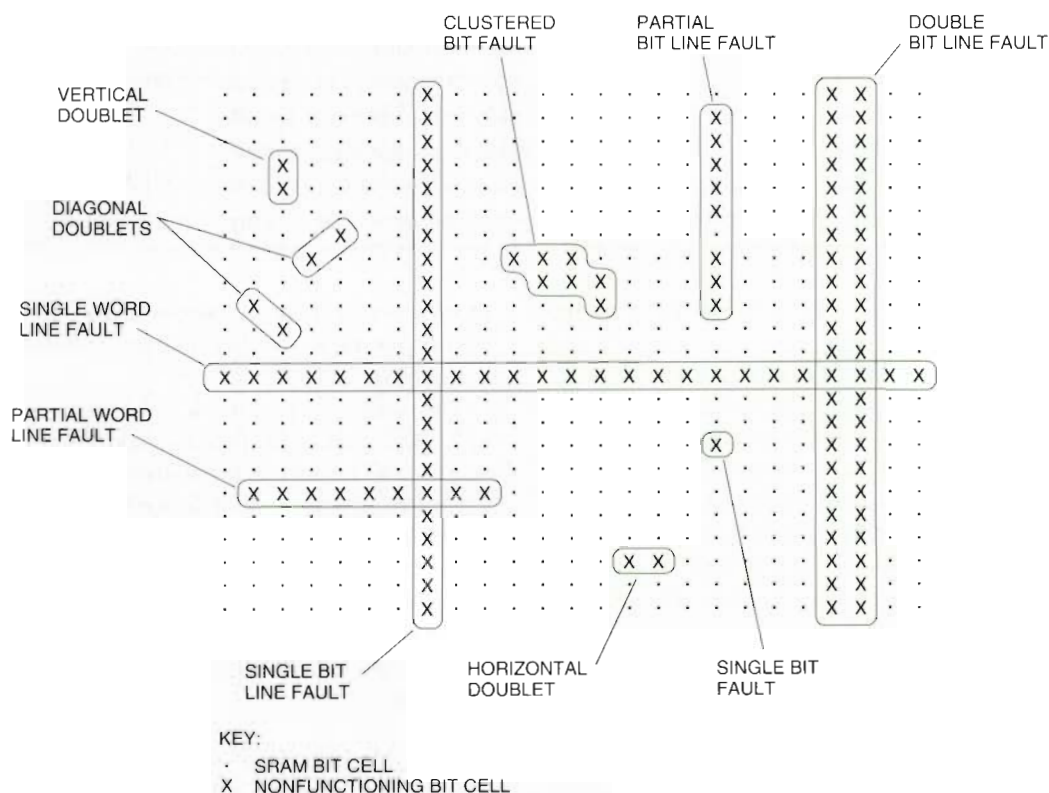 CLUSTERED
BIT FAULT
PARTIAL
BIT LINE FAULT
DOUBLE
BIT LINE FAULT
VERTICAL
DOUBLET
DIAGONAL
DOUBLETS
SINGLE WORD
LINE FAULT
PARTIAL WORD
LINE FAULT
SINGLE BIT
LINE FAULT
HORIZONTAL
DOUBLET
SINGLE BIT
FAULT
KEY:
· SRAM BIT CELL
X NONFUNCTIONING BIT CELL